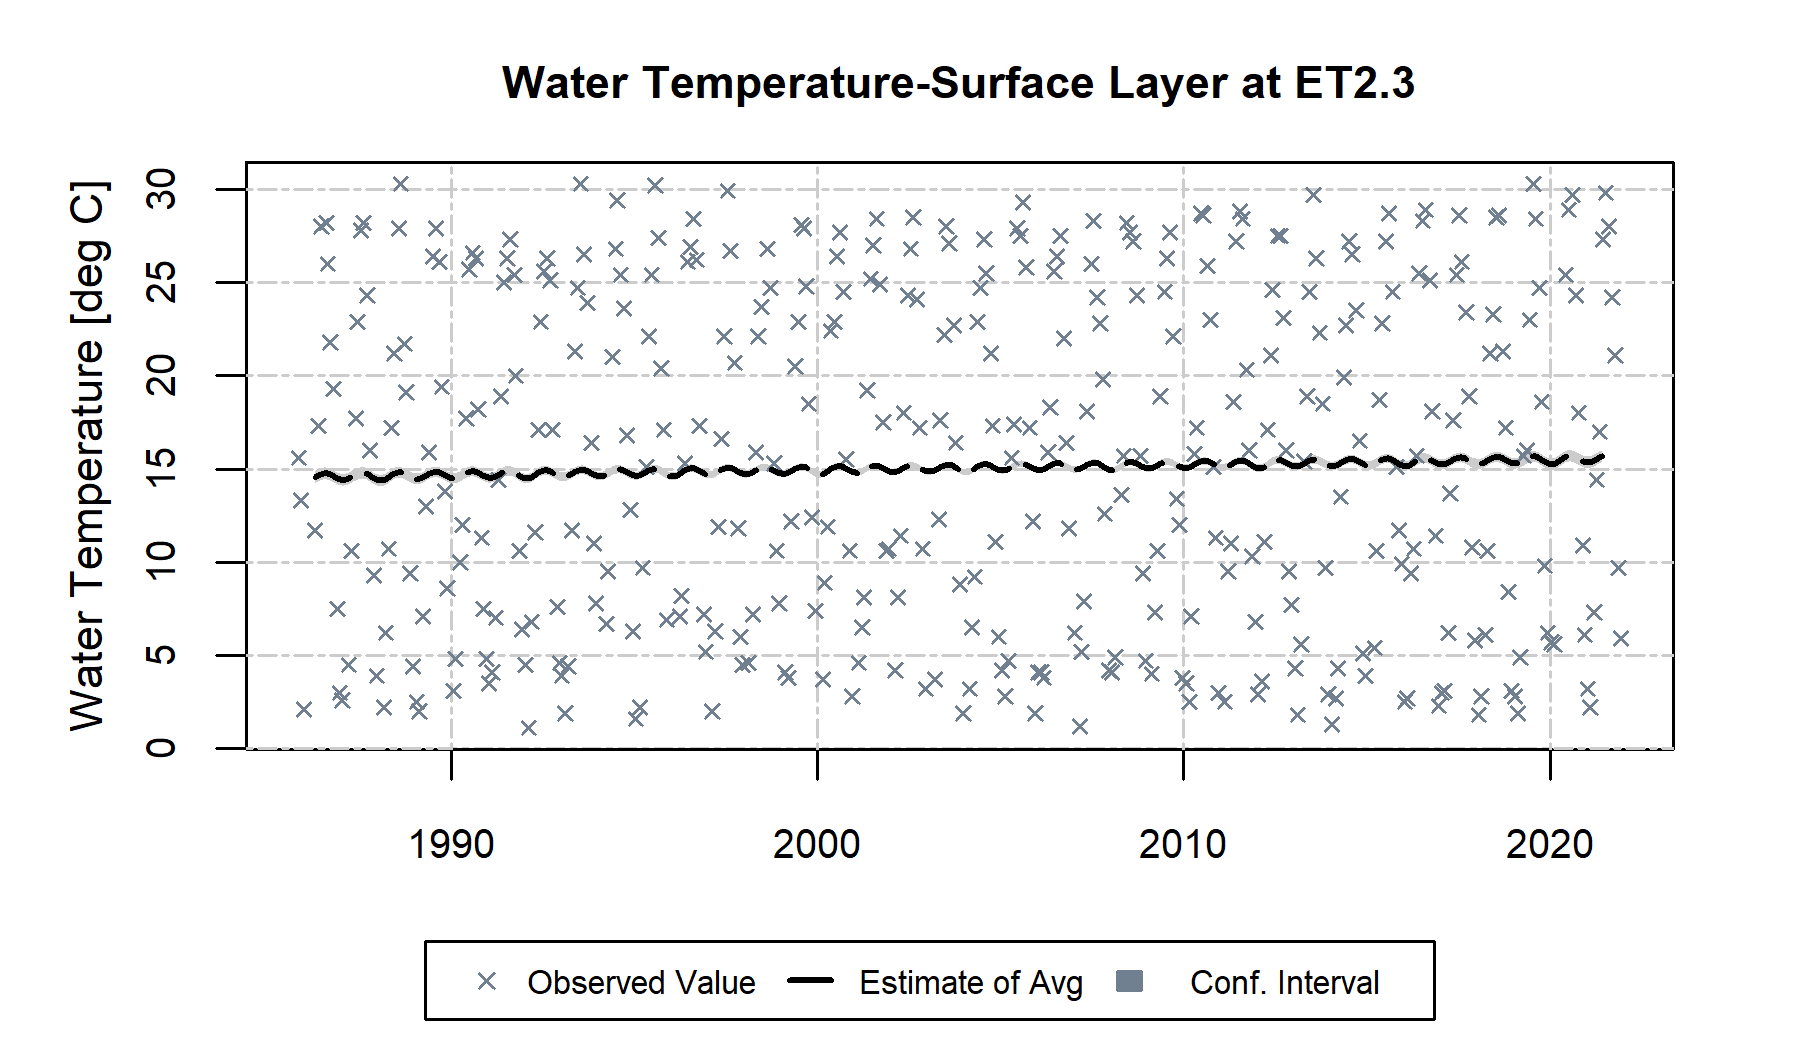 Water Temperature-Surface Layer at ET2.3
Water Temperature [deg C]
30
25
20
15
10
5
0
1990 2000 2010 2020
Observed Value Estimate of Avg Conf. Interval